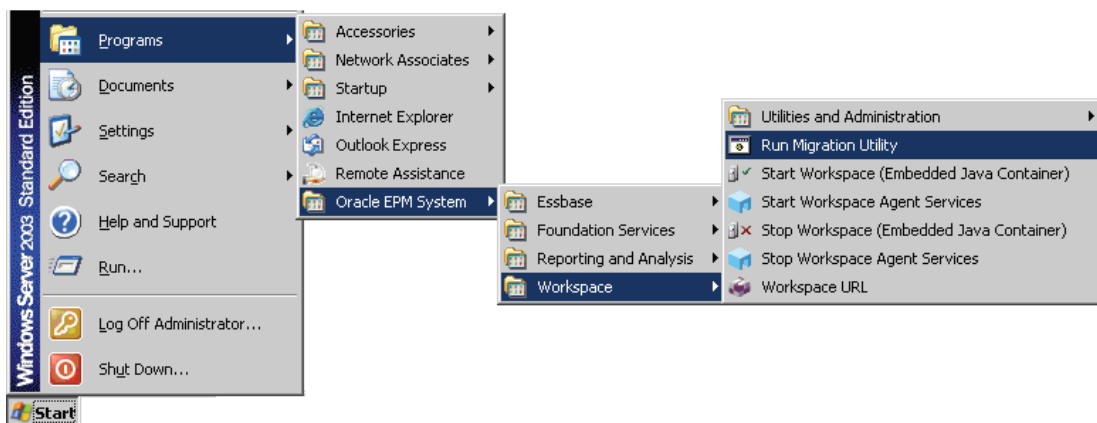 Windows Server 2003 Standard Edition
Programs
Documents
Settings
Search
Help and Support
Run...
Log Off Administrator...
Shut Down...
Start
Accessories
Network Associates
Startup
Internet Explorer
Outlook Express
Remote Assistance
Oracle EPM System
Essbase
Foundation Services
Reporting and Analysis
Workspace
Utilities and Administration
Run Migration Utility
Start Workspace (Embedded Java Container)
Start Workspace Agent Services
Stop Workspace (Embedded Java Container)
Stop Workspace Agent Services
Workspace URL